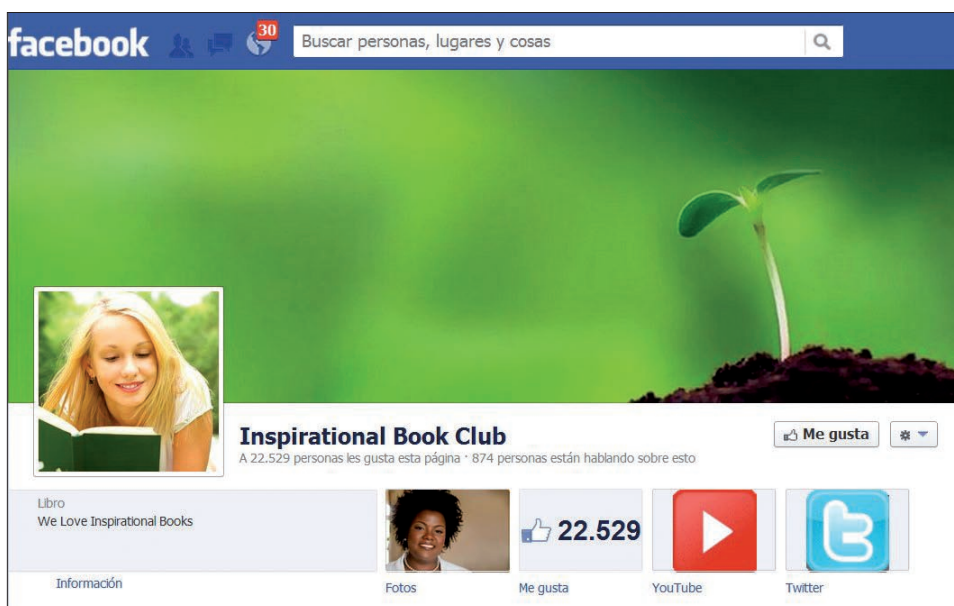 facebook
30
Buscar personas, lugares y cosas
Inspirational Book Club
Me gusta
A 22.529 personas les gusta esta página · 874 personas están hablando sobre esto
Libro
We Love Inspirational Books
22.529
Información
Fotos
Me gusta
YouTube
Twitter